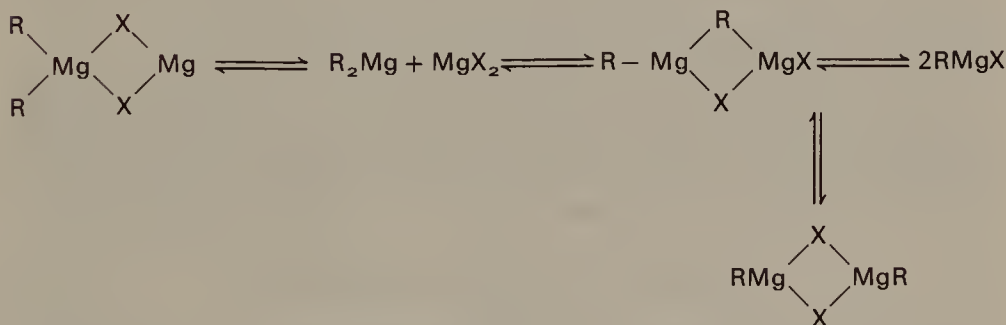 R X R
Mg Mg R₂Mg + MgX₂ R – Mg MgX 2RMgX
R X X
X
RMg MgR
X